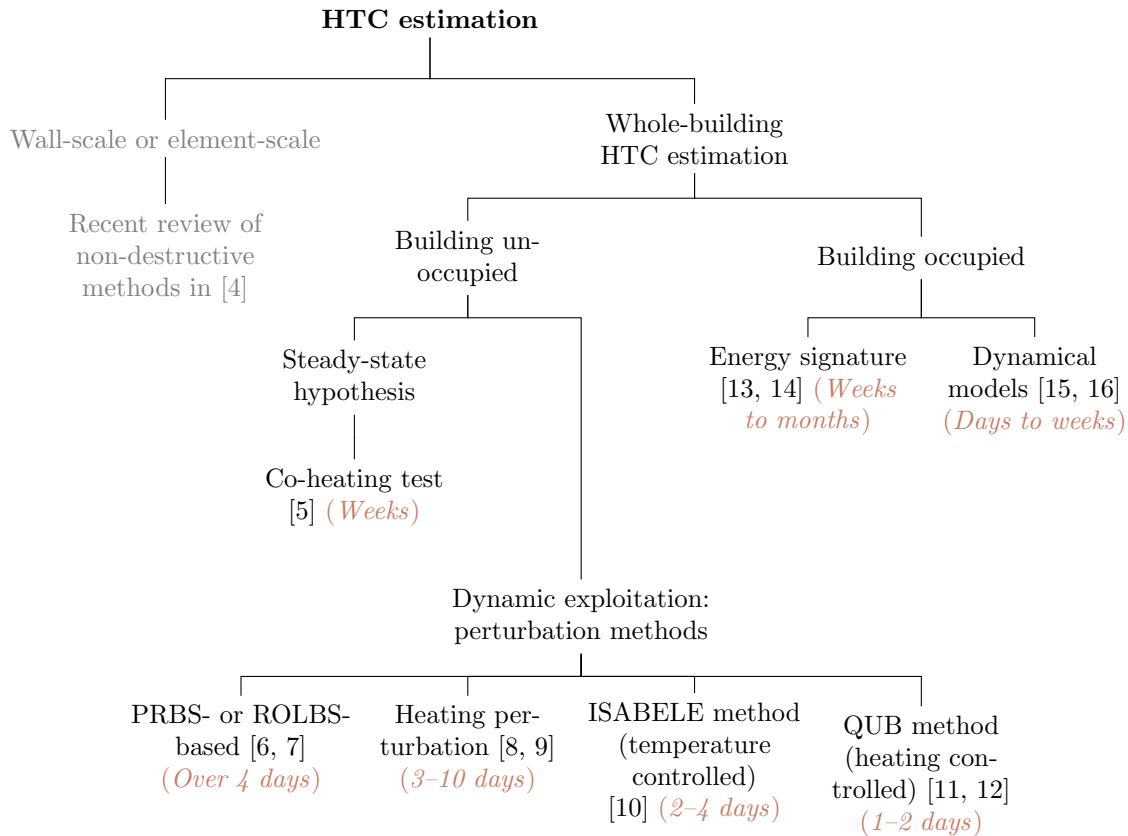 HTC estimation
Wall-scale or element-scale
Whole-building
HTC estimation
Recent review of
non-destructive
methods in [4]
Building un-
occupied
Building occupied
Steady-state
hypothesis
Energy signature
[13, 14] (Weeks
to months)
Dynamical
models [15, 16]
(Days to weeks)
Co-heating test
[5] (Weeks)
Dynamic exploitation:
perturbation methods
PRBS- or ROLBS-
based [6, 7]
(Over 4 days)
Heating per-
turbation [8, 9]
(3–10 days)
ISABELE method
(temperature
controlled)
[10] (2–4 days)
QUB method
(heating con-
trolled) [11, 12]
(1–2 days)